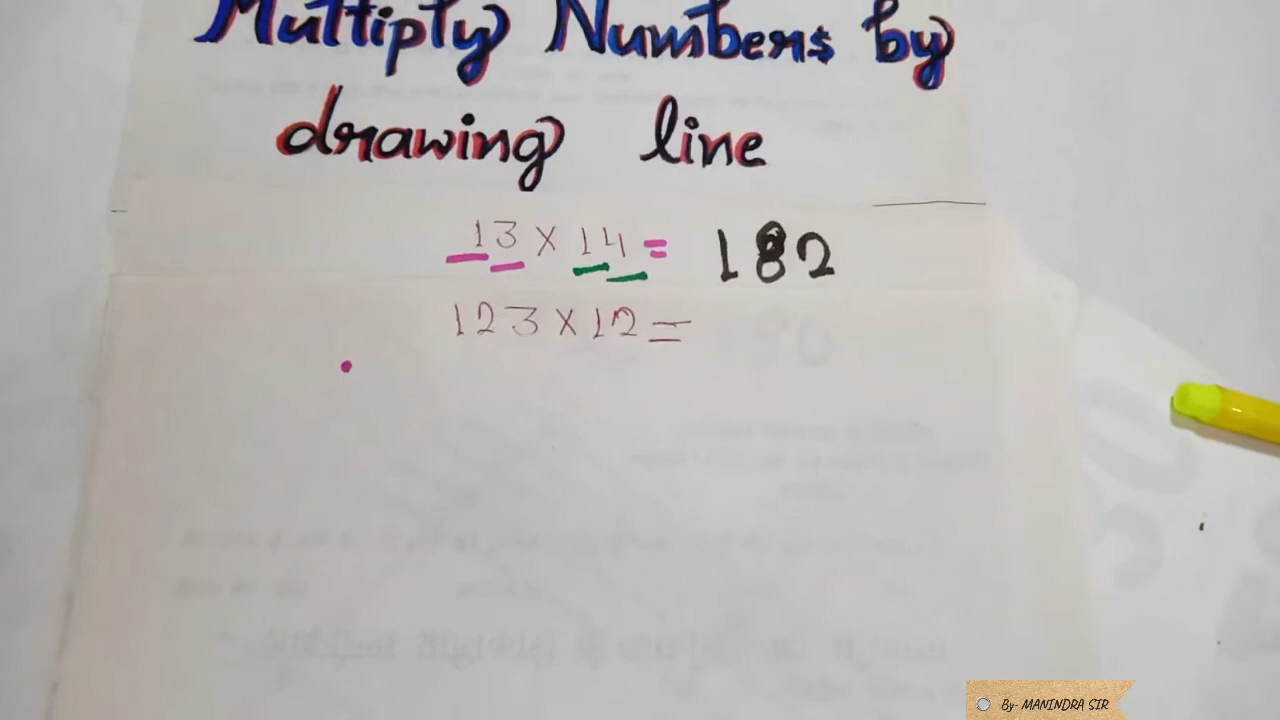 Multiply Numbers by
drawing line
13 x 14 = 182
123 x 12 =
By- MANINDRA SIR